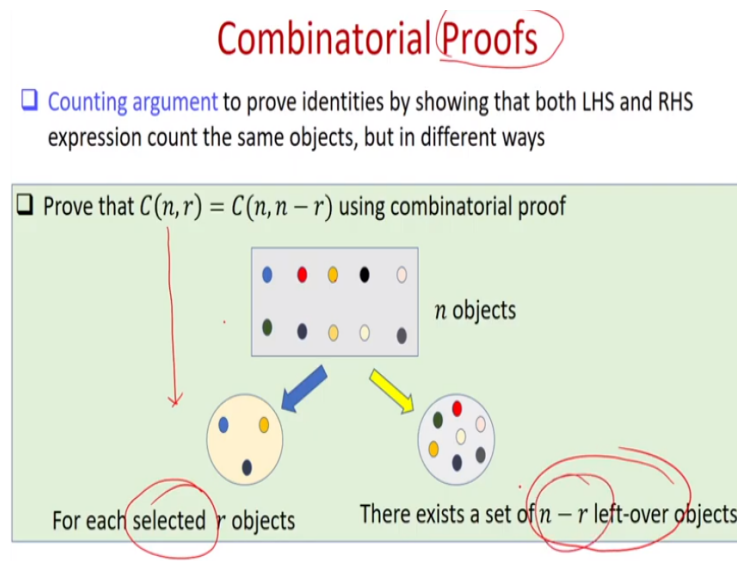 Combinatorial Proofs
❑ Counting argument to prove identities by showing that both LHS and RHS
expression count the same objects, but in different ways
❑ Prove that C(n, r) = C(n, n − r) using combinatorial proof
n objects
For each selected r objects
There exists a set of n − r left-over objects